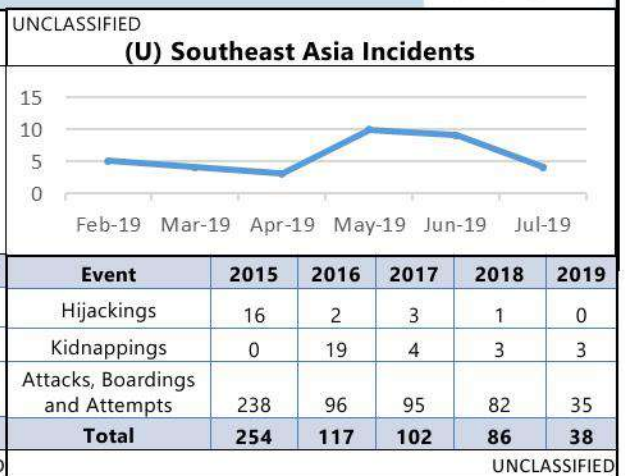 UNCLASSIFIED
(U) Southeast Asia Incidents
15
10
5
0
Feb-19 Mar-19 Apr-19 May-19 Jun-19 Jul-19
Event 2015 2016 2017 2018 2019
Hijackings 16 2 3 1 0
Kidnappings 0 19 4 3 3
Attacks, Boardings
and Attempts 238 96 95 82 35
Total 254 117 102 86 38
UNCLASSIFIED